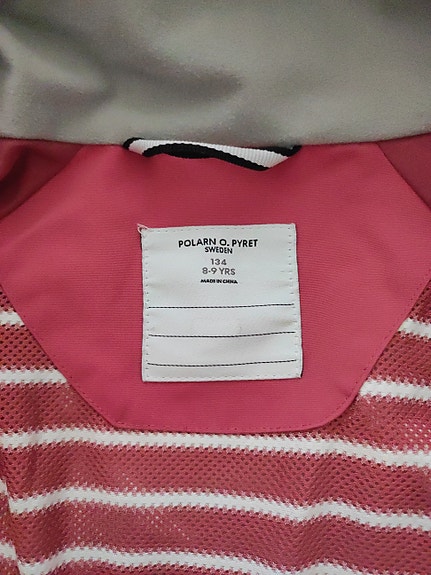 POLARN O. PYRET
SWEDEN
134
8-9 YRS
MADE IN CHINA